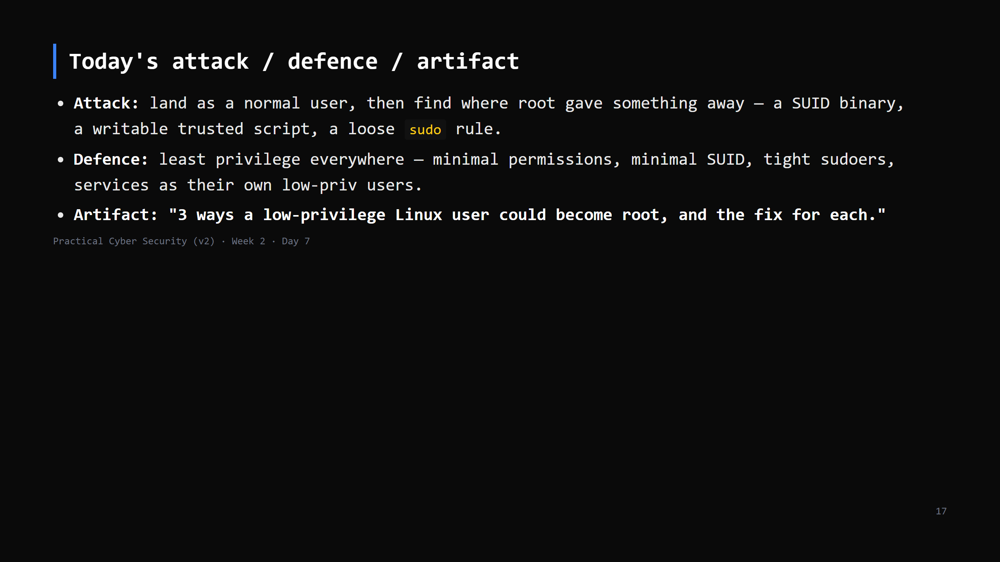 Today's attack / defence / artifact
• Attack: land as a normal user, then find where root gave something away — a SUID binary,
a writable trusted script, a loose sudo rule.
• Defence: least privilege everywhere — minimal permissions, minimal SUID, tight sudoers,
services as their own low-priv users.
• Artifact: "3 ways a low-privilege Linux user could become root, and the fix for each."
Practical Cyber Security (v2) · Week 2 · Day 7
17